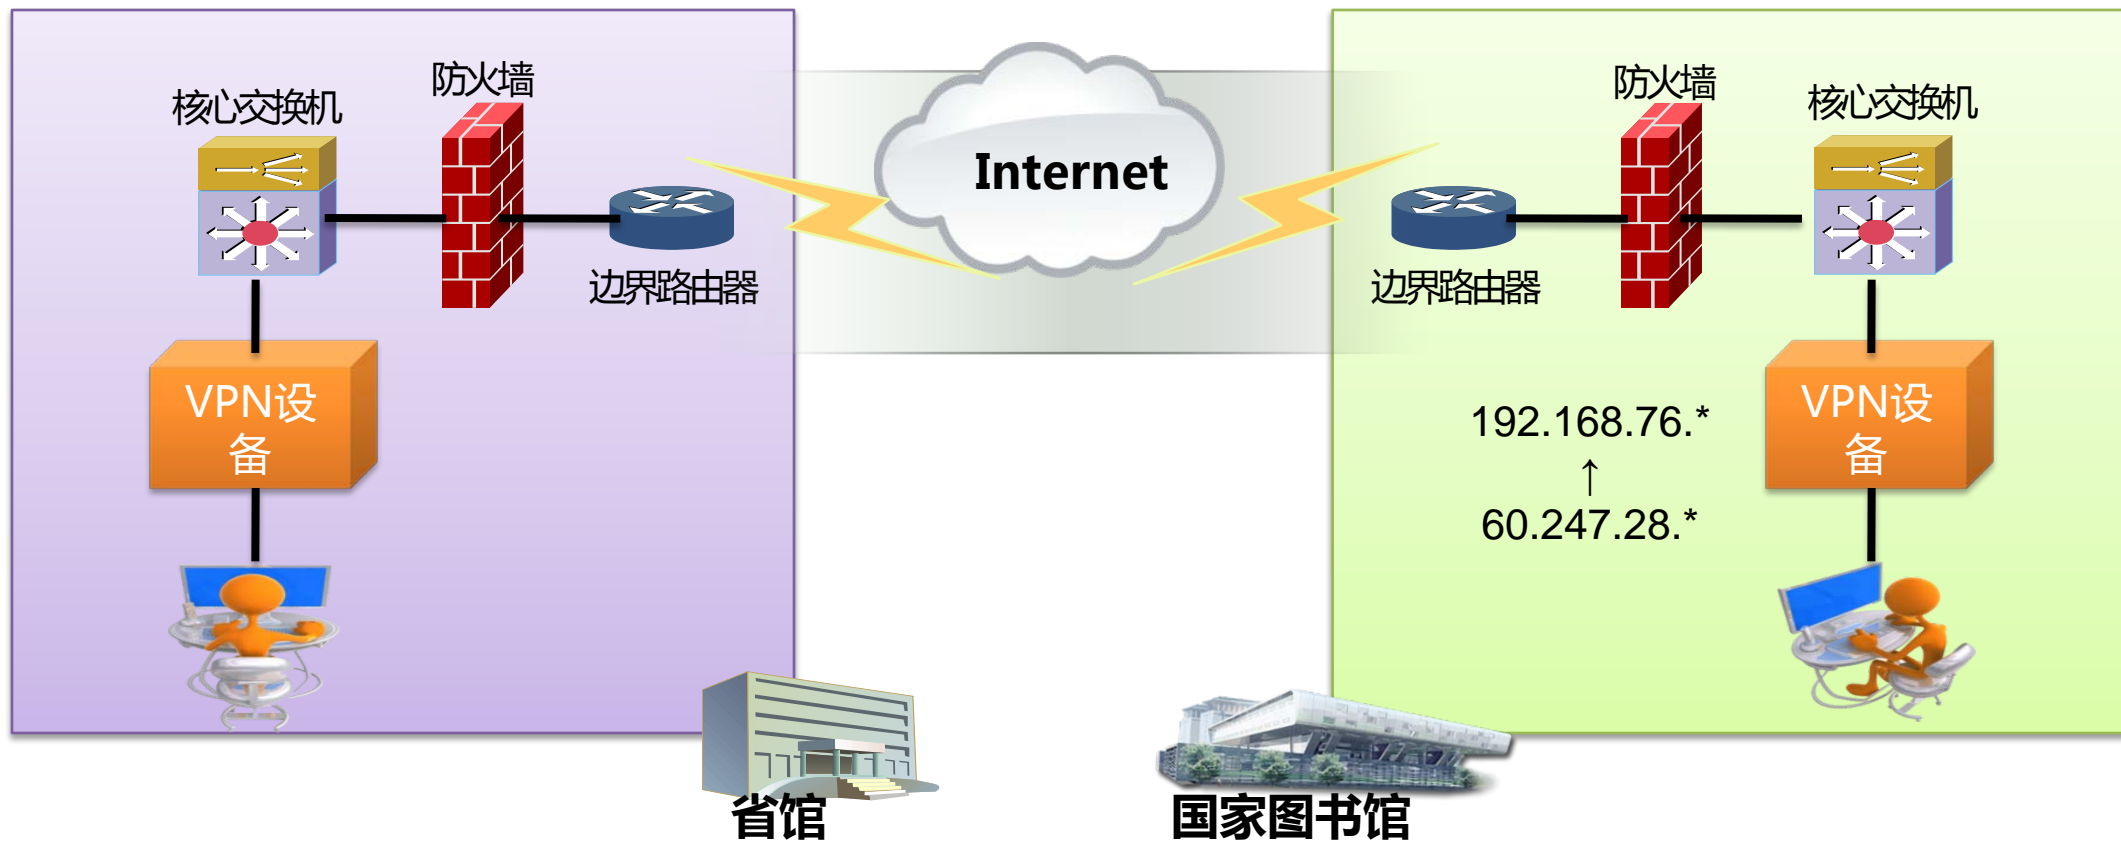 核心交换机
防火墙
边界路由器
VPN设
备
Internet
边界路由器
防火墙
核心交换机
192.168.76.*
↑
60.247.28.*
VPN设
备
省馆
国家图书馆